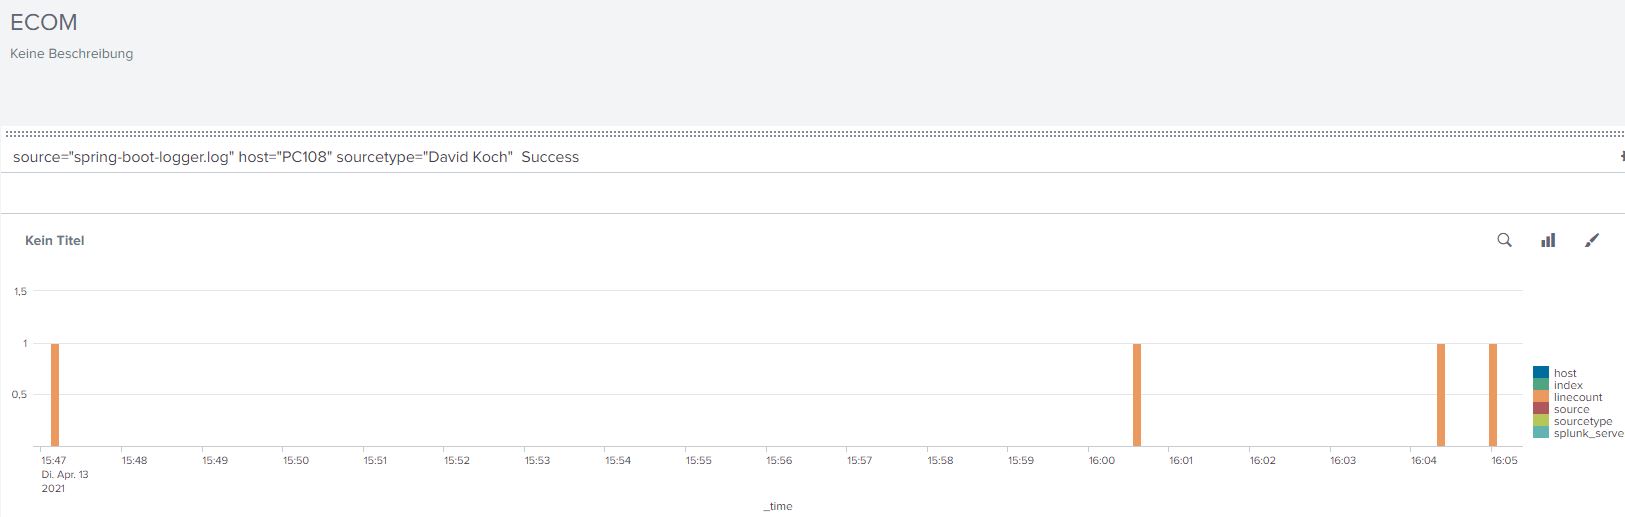 ECOM
Keine Beschreibung
source="spring-boot-logger.log" host="PC108" sourcetype="David Koch"  Success
Kein Titel
1,5
1
0,5
15:47
Di. Apr. 13
2021
15:48
15:49
15:50
15:51
15:52
15:53
15:54
15:55
15:56
15:57
15:58
15:59
16:00
16:01
16:02
16:03
16:04
16:05
_time
host
index
linecount
source
sourcetype
splunk_serve